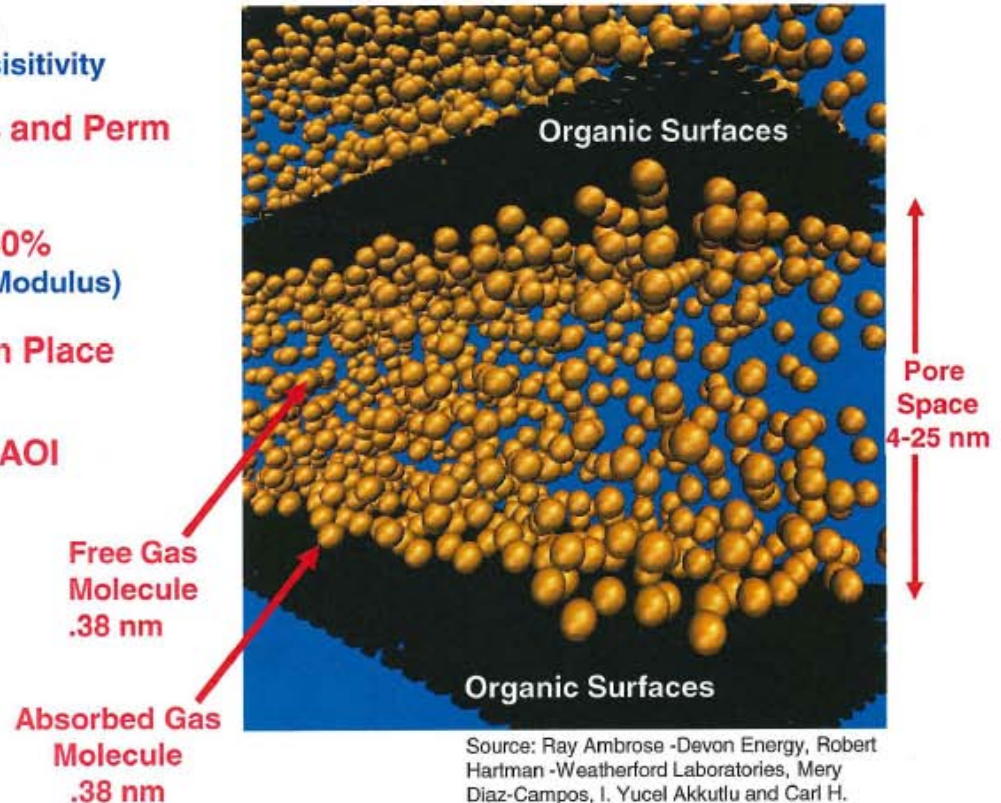 sisitivity
and Perm
0%
Modulus)
Place
AOI
Organic Surfaces
Pore
Space
4-25 nm
Free Gas
Molecule
.38 nm
Organic Surfaces
Absorbed Gas
Molecule
.38 nm
Source: Ray Ambrose -Devon Energy, Robert
Hartman -Weatherford Laboratories, Mery
Diaz-Campos, I. Yucel Akkutlu and Carl H.